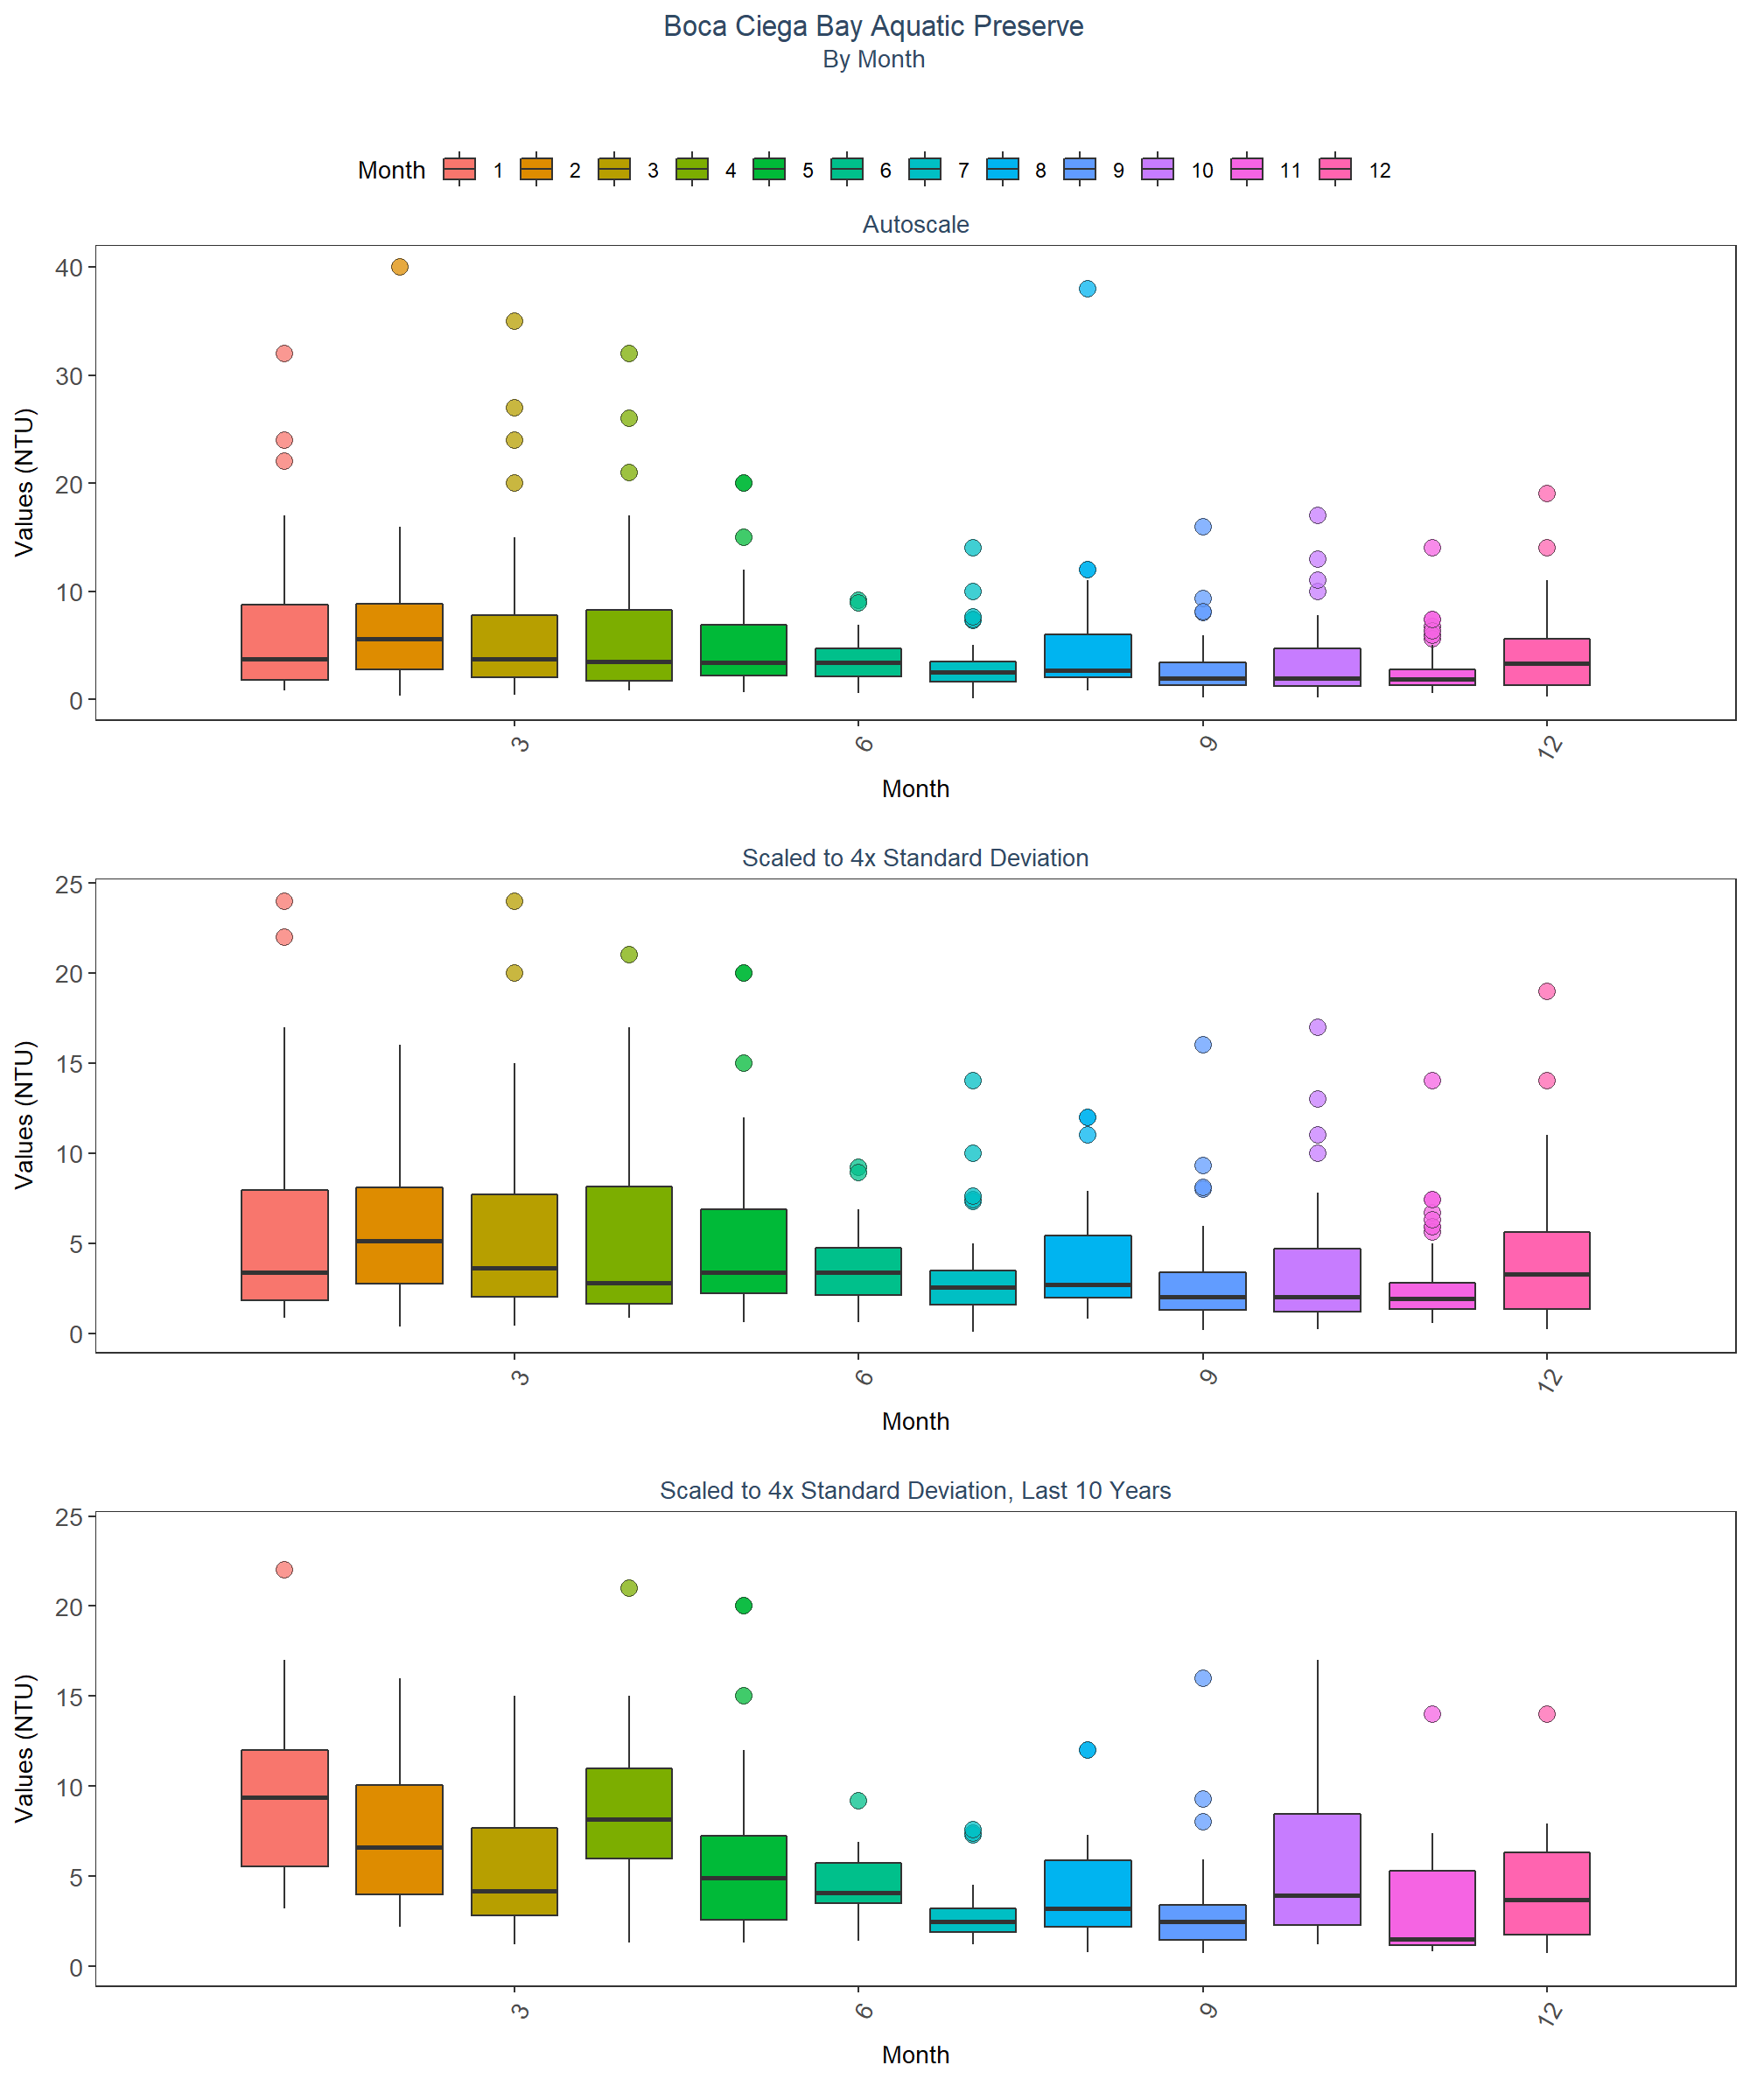 Boca Ciega Bay Aquatic Preserve
By Month
Month 1 2 3 4 5 6 7 8 9 10 11 12
Autoscale
Values (NTU)
40
30
20
10
0
3 6 9 12
Month
Scaled to 4x Standard Deviation
Values (NTU)
25
20
15
10
5
0
3 6 9 12
Month
Scaled to 4x Standard Deviation, Last 10 Years
Values (NTU)
25
20
15
10
5
0
3 6 9 12
Month